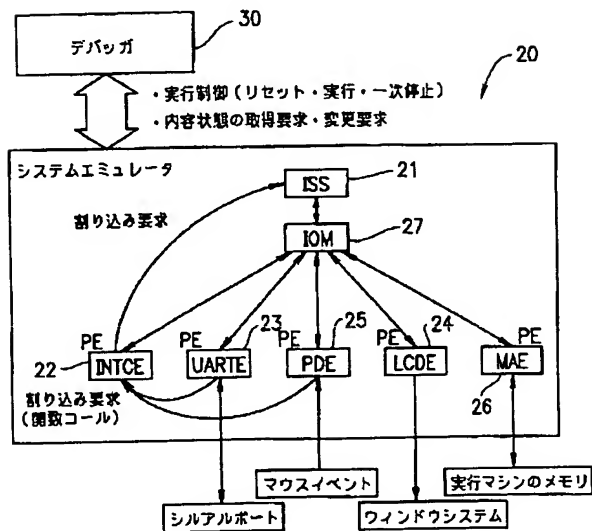 30
デバッガ
20
・実行制御(リセット・実行・一次停止)
・内容状態の取得要求・変更要求
システムエミュレータ
ISS
21
割り込み要求
IOM
27
PE
22
INTCE
PE
23
UARTE
PE
25
PDE
PE
24
LCDE
PE
MAE
26
割り込み要求
(関数コール)
マウスイベント
実行マシンのメモリ
シルアルポート
ウィンドウシステム